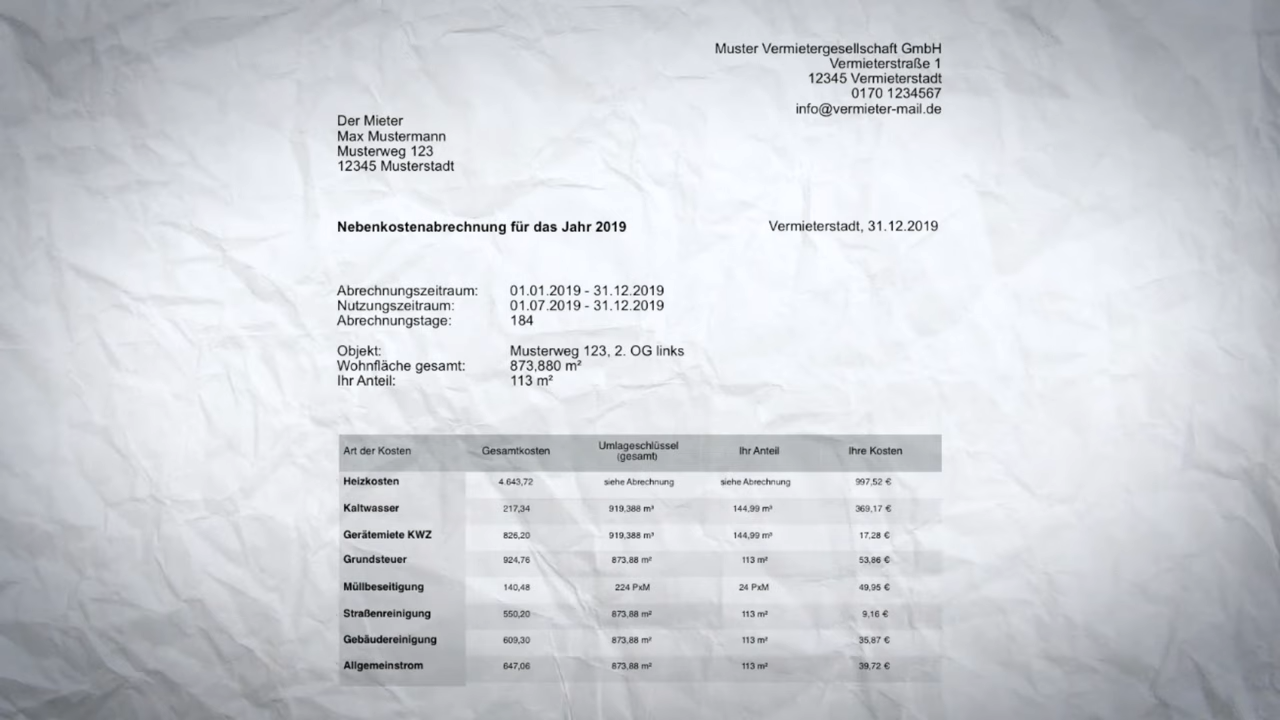 Muster Vermietergesellschaft GmbH
Vermieterstraße 1
12345 Vermieterstadt
0170 1234567
info@vermieter-mail.de
Der Mieter
Max Mustermann
Musterweg 123
12345 Musterstadt
Nebenkostenabrechnung für das Jahr 2019 Vermieterstadt, 31.12.2019
Abrechnungszeitraum: 01.01.2019 - 31.12.2019
Nutzungszeitraum: 01.07.2019 - 31.12.2019
Abrechnungstage: 184
Objekt: Musterweg 123, 2. OG links
Wohnfläche gesamt: 873,880 m²
Ihr Anteil: 113 m²
Art der Kosten Gesamtkosten Umlageschlüssel (gesamt) Ihr Anteil Ihre Kosten
Heizkosten 4.643,72 siehe Abrechnung siehe Abrechnung 997,52 €
Kaltwasser 217,34 919,388 m³ 144,99 m³ 369,17 €
Gerätemiete KWZ 826,20 919,388 m³ 144,99 m³ 17,28 €
Grundsteuer 924,76 873,88 m² 113 m² 53,86 €
Müllbeseitigung 140,48 224 PxM 24 PxM 49,95 €
Straßenreinigung 550,20 873,88 m² 113 m² 9,16 €
Gebäudereinigung 609,30 873,88 m² 113 m² 35,87 €
Allgemeinstrom 647,06 873,88 m² 113 m² 39,72 €